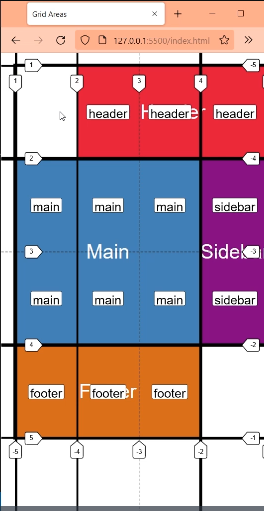 Grid Areas
127.0.0.1:5500/index.html
1 -5
1 2 3 4
header header header
Header
2 -4
main main main sidebar
3 Main Sidebar -3
main main main sidebar
4 -2
footer footer footer
Footer
5 -1
-5 -4 -3 -2